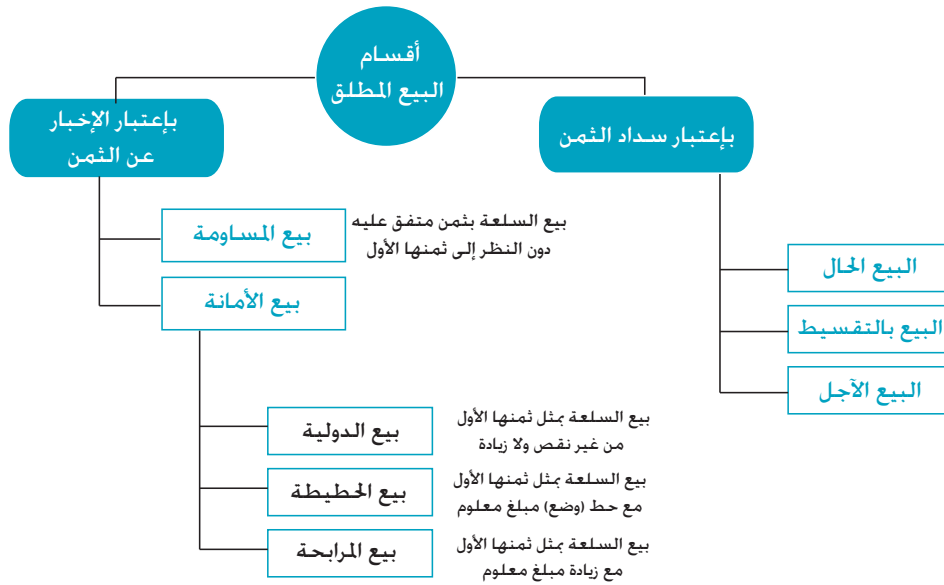 أقسام
البيع المطلق
بإعتبار سداد الثمن
البيع الحال
البيع بالتقسيط
البيع الآجل
بإعتبار الإخبار
عن الثمن
بيع المساومة
بيع السلعة بثمن متفق عليه
دون النظر إلى ثمنها الأول
بيع الأمانة
بيع الدولية
بيع السلعة بمثل ثمنها الأول
من غير نقص ولا زيادة
بيع الحطيطة
بيع السلعة بمثل ثمنها الأول
مع حط (وضع) مبلغ معلوم
بيع المرابحة
بيع السلعة بمثل ثمنها الأول
مع زيادة مبلغ معلوم